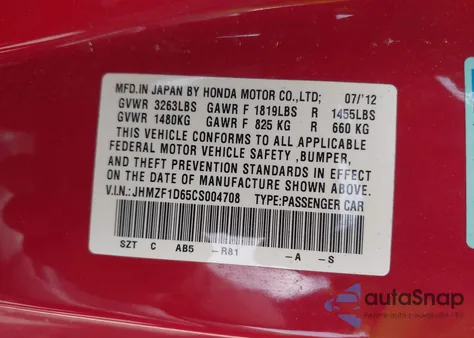 MFD.IN JAPAN BY HONDA MOTOR CO.,LTD; 07/'12
GVWR 3263LBS GAWR F 1819LBS R 1455LBS
GVWR 1480KG GAWR F 825 KG R 660 KG
THIS VEHICLE CONFORMS TO ALL APPLICABLE
FEDERAL MOTOR VEHICLE SAFETY ,BUMPER,
AND THEFT PREVENTION STANDARDS IN EFFECT
ON THE DATE OF MANUFACTURE SHOWN ABOVE.
V.I.N.: JHMZF1D65CS004708 TYPE:PASSENGER CAR
SZT C AB5 -R81 -A -S
autoSnap